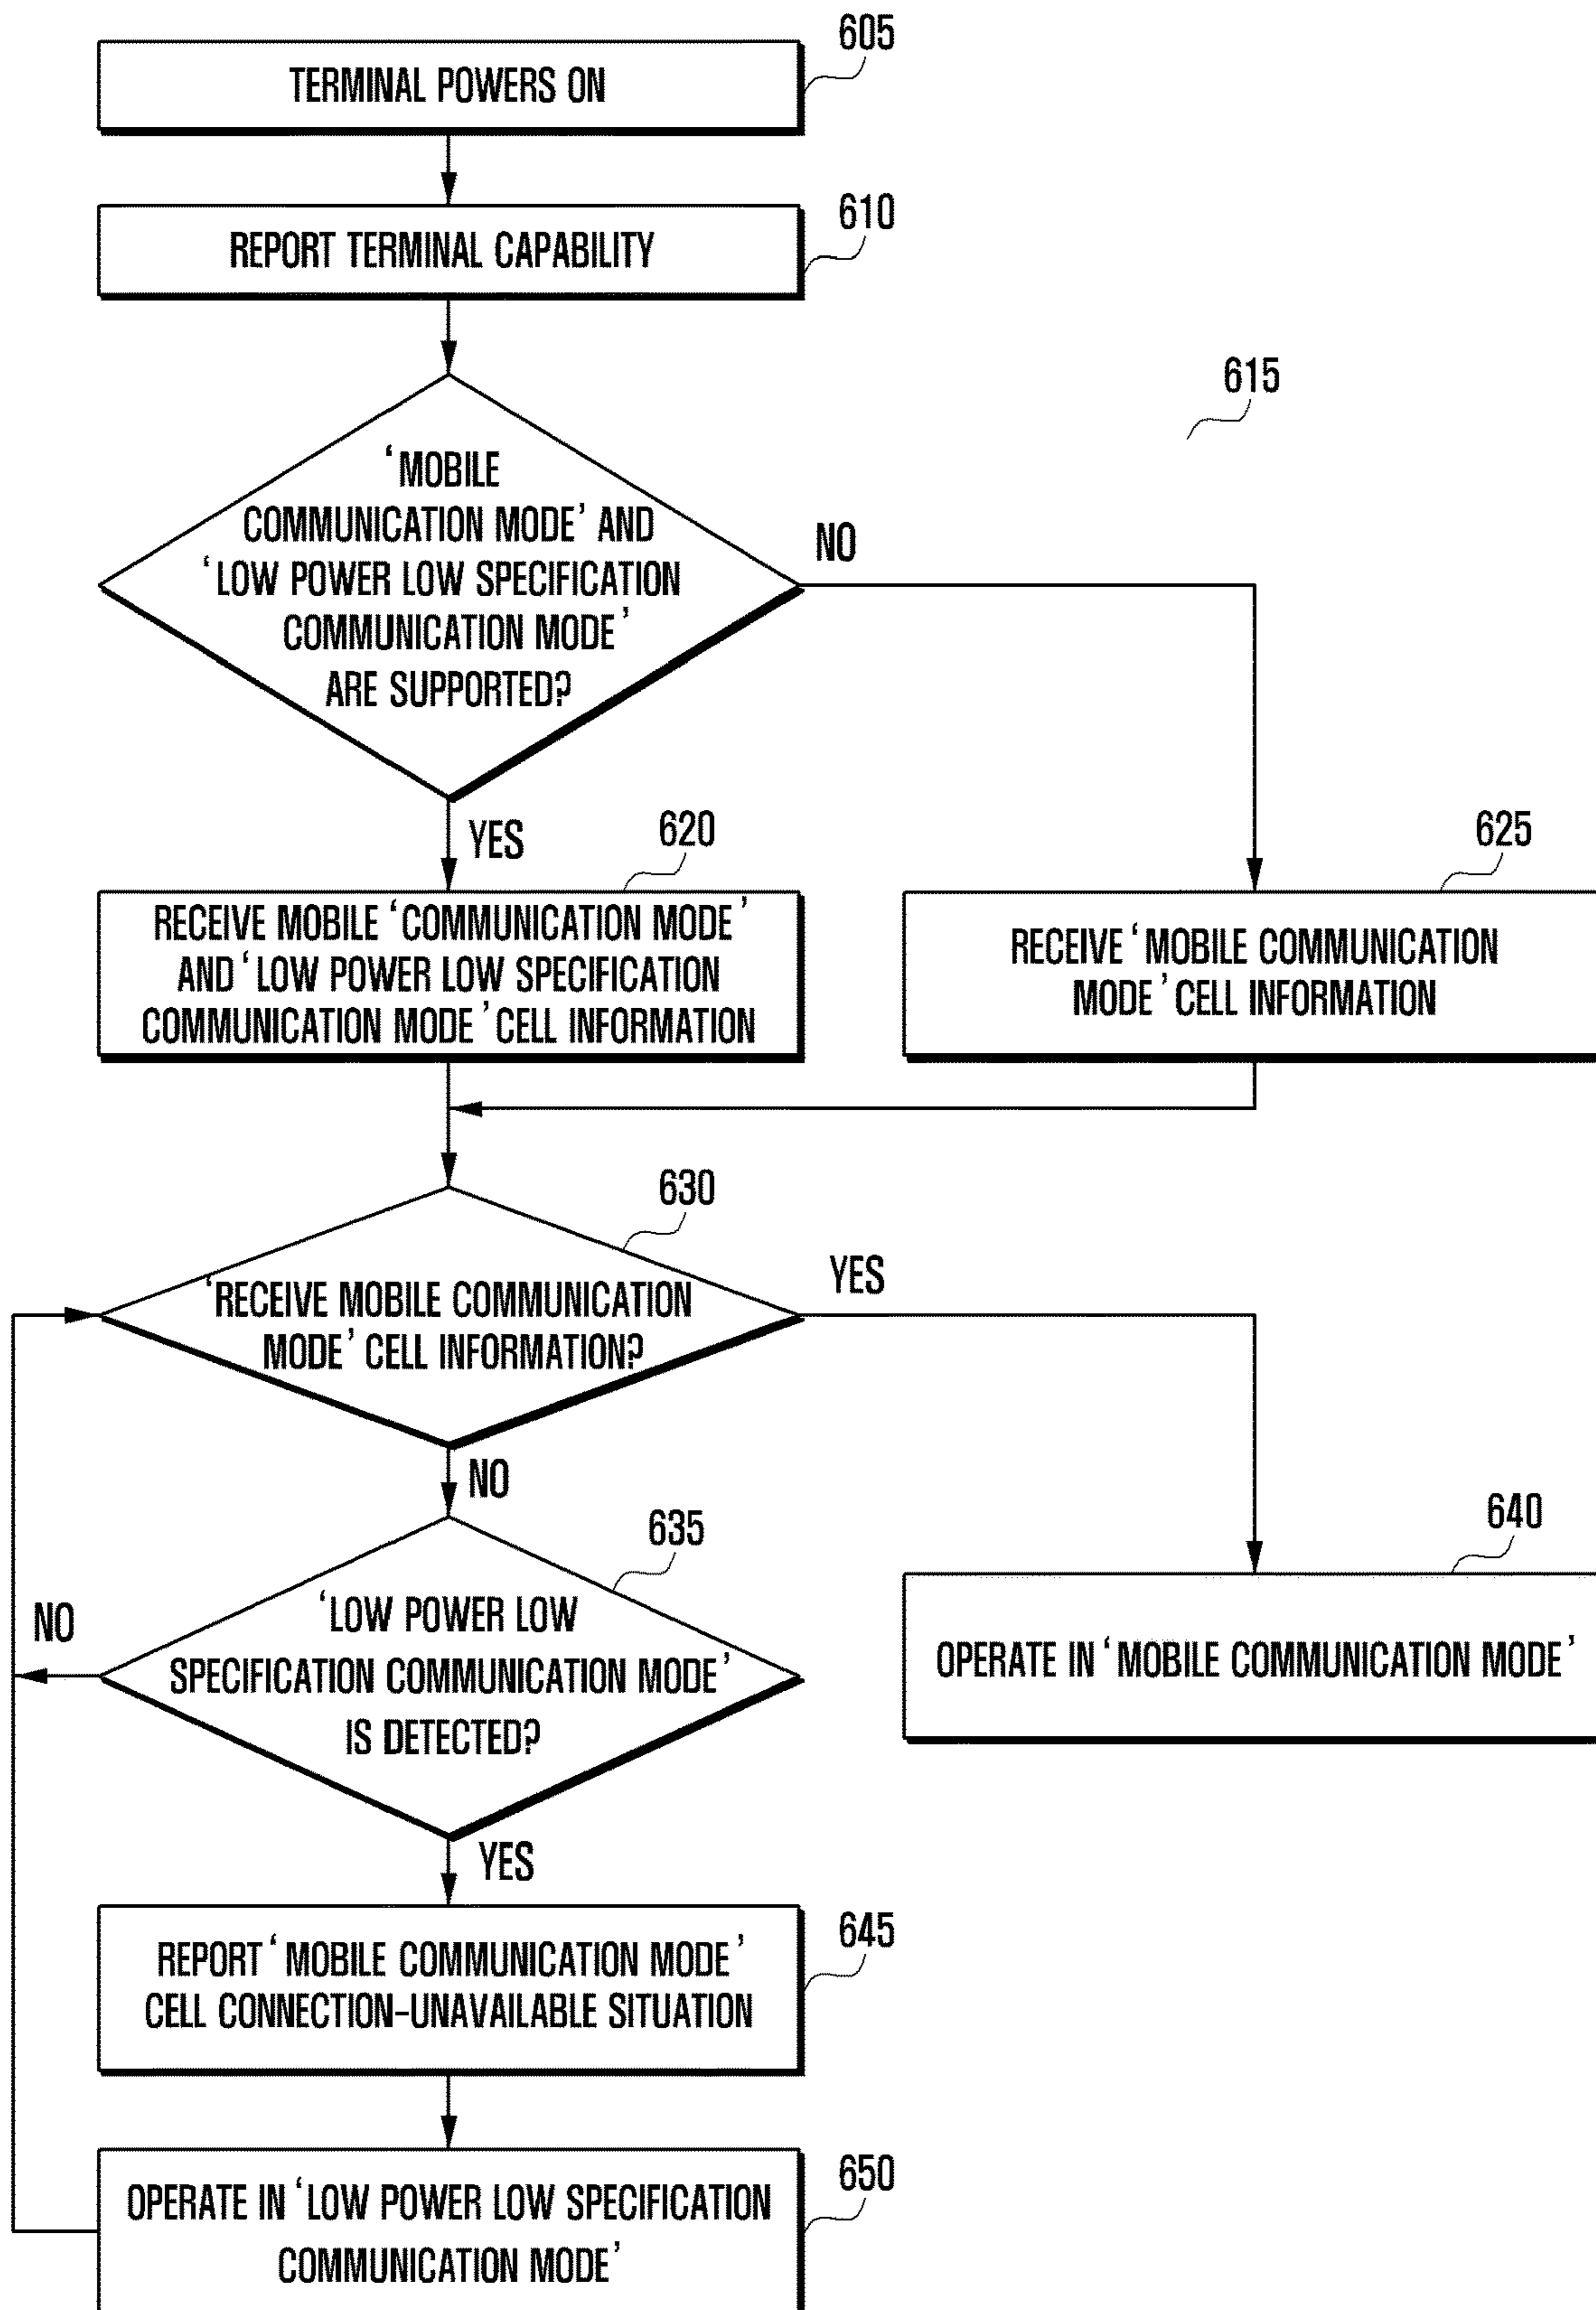 605
TERMINAL POWERS ON
610
REPORT TERMINAL CAPABILITY
615
‘MOBILE
COMMUNICATION MODE’ AND
‘LOW POWER LOW SPECIFICATION
COMMUNICATION MODE’
ARE SUPPORTED?
NO
YES
620
RECEIVE MOBILE ‘COMMUNICATION MODE’
AND ‘LOW POWER LOW SPECIFICATION
COMMUNICATION MODE’ CELL INFORMATION
625
RECEIVE ‘MOBILE COMMUNICATION
MODE’ CELL INFORMATION
630
‘RECEIVE MOBILE COMMUNICATION
MODE’ CELL INFORMATION?
YES
NO
635
‘LOW POWER LOW
SPECIFICATION COMMUNICATION MODE’
IS DETECTED?
NO
640
OPERATE IN ‘MOBILE COMMUNICATION MODE’
YES
645
REPORT ‘MOBILE COMMUNICATION MODE’
CELL CONNECTION-UNAVAILABLE SITUATION
650
OPERATE IN ‘LOW POWER LOW SPECIFICATION
COMMUNICATION MODE’